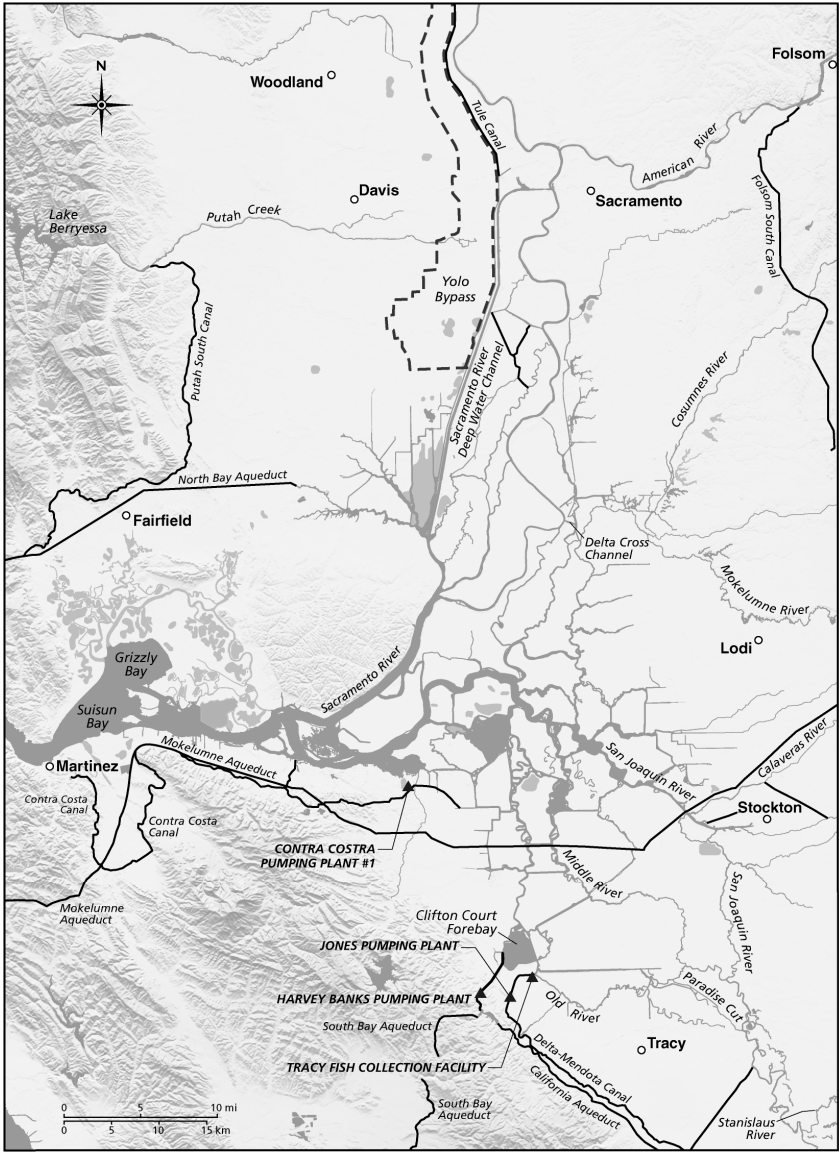 Folsom
N
Woodland
Tule Canal
American River
Davis
Sacramento
Folsom South Canal
Putah Creek
Lake
Berryessa
Yolo
Bypass
Putah South Canal
Sacramento River
Deep Water Channel
Cosumnes River
North Bay Aqueduct
Fairfield
Delta Cross
Channel
Mokelumne River
Lodi
Grizzly
Bay
Sacramento River
Suisun
Bay
Mokelumne Aqueduct
San Joaquin River
Calaveras River
Martinez
Contra Costa
Canal
Contra Costa
Canal
Stockton
CONTRA COSTRA
PUMPING PLANT #1
Middle River
San Joaquin River
Mokelumne
Aqueduct
Clifton Court
Forebay
JONES PUMPING PLANT
Paradise Cut
HARVEY BANKS PUMPING PLANT
Old River
South Bay Aqueduct
Tracy
Delta-Mendota Canal
TRACY FISH COLLECTION FACILITY
California Aqueduct
South Bay
Aqueduct
0 5 10 mi
0 5 10 15 km
Stanislaus
River